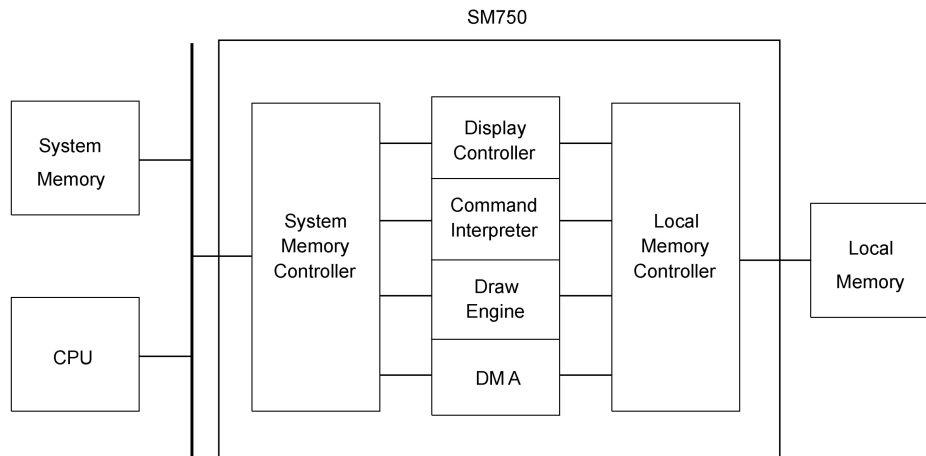 SM750
System
Memory
CPU
System
Memory
Controller
Display
Controller
Command
Interpreter
Draw
Engine
DM A
Local
Memory
Controller
Local
Memory